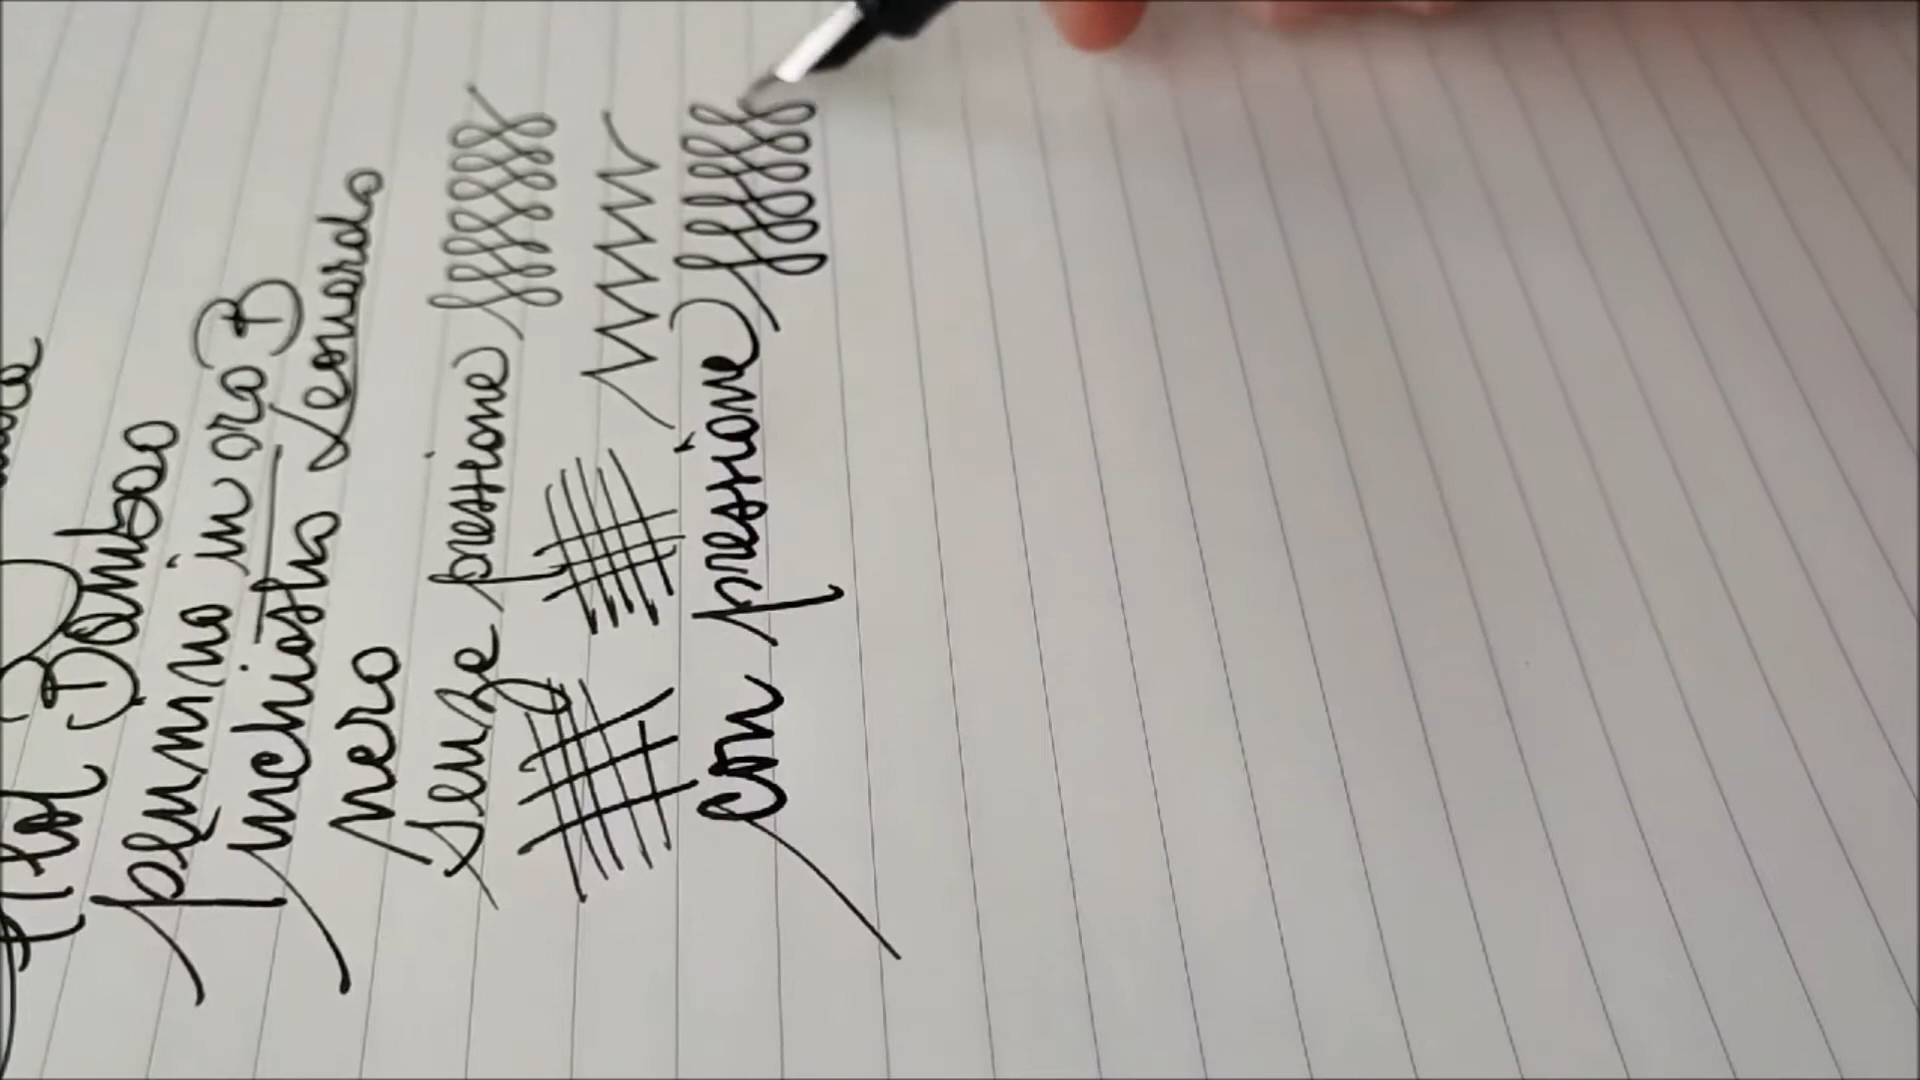 Bamboo
pennino in oro B
inchiostro Leonardo
nero
senza pressione
con pressione